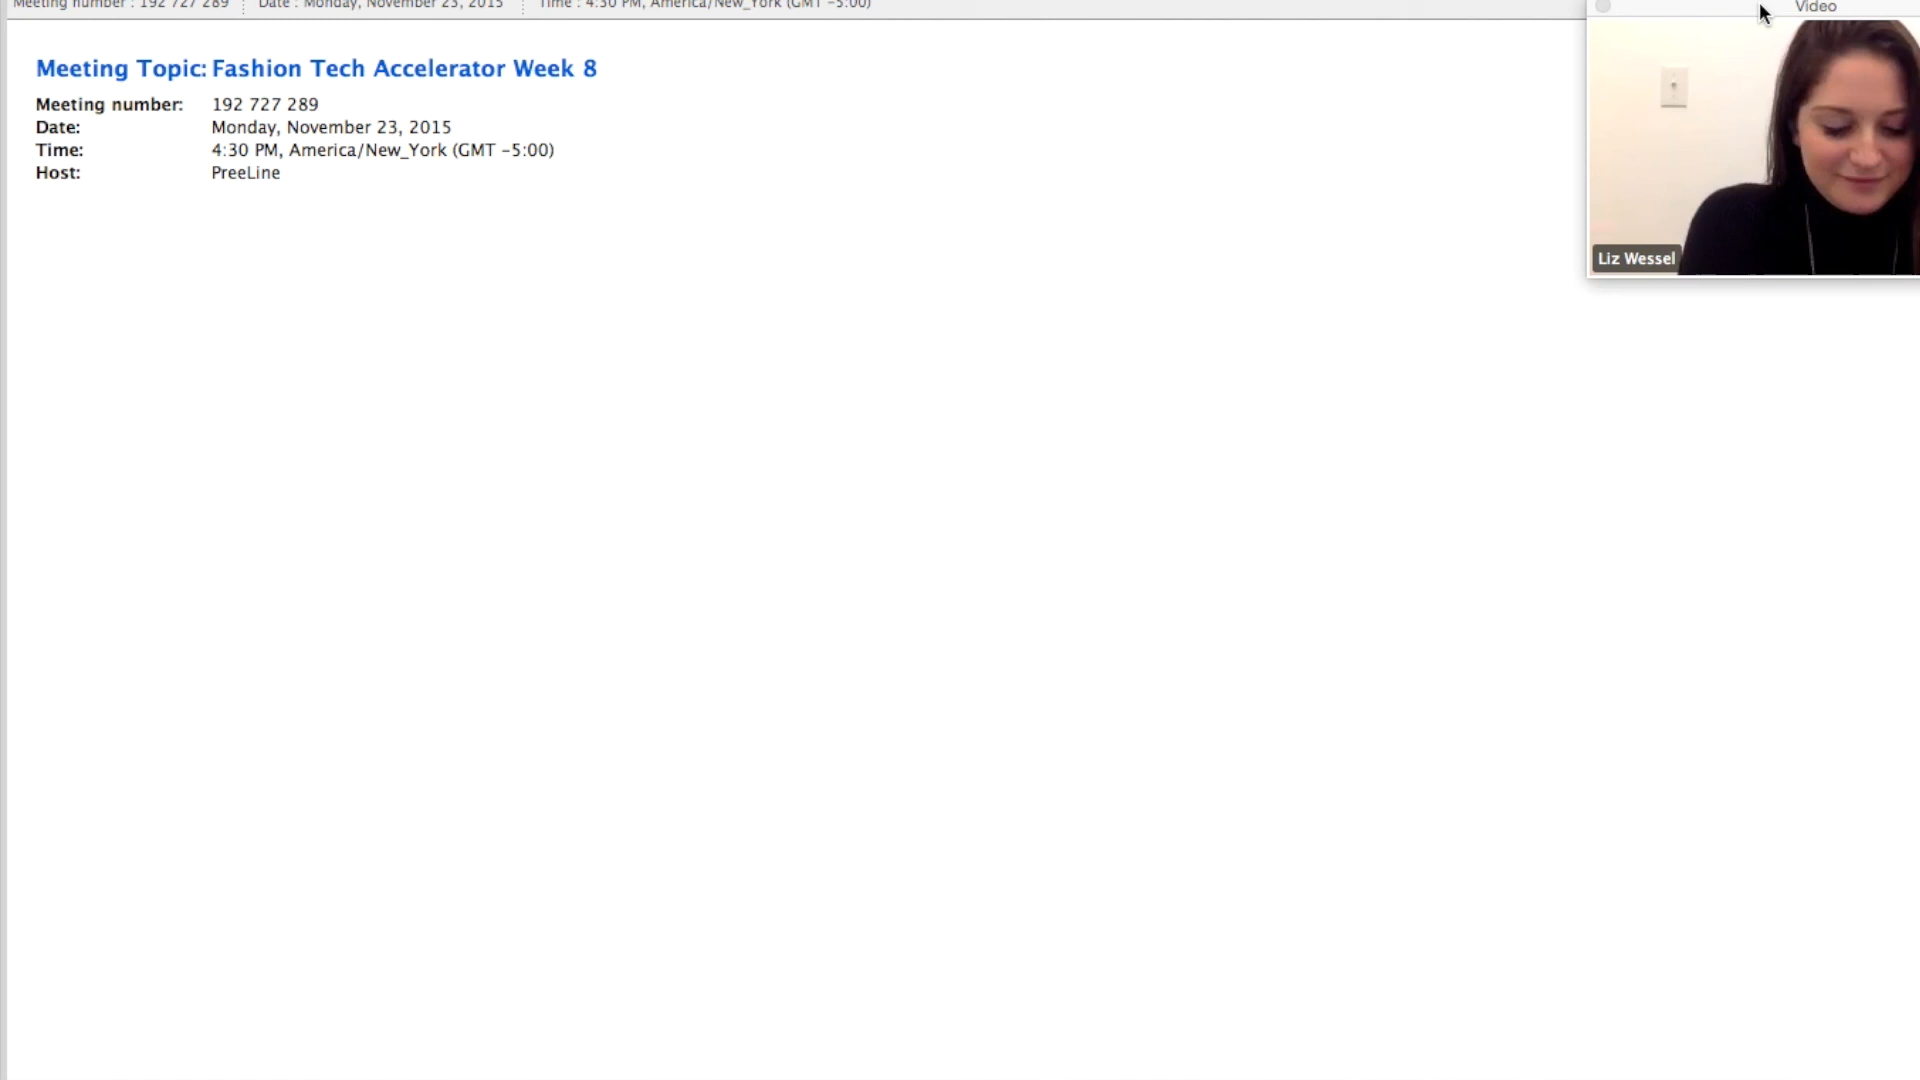 Meeting number : 192 727 289 Date : Monday, November 23, 2015 Time : 4:30 PM, America/New_York (GMT -5:00)
Video
Meeting Topic: Fashion Tech Accelerator Week 8
Meeting number: 192 727 289
Date: Monday, November 23, 2015
Time: 4:30 PM, America/New_York (GMT -5:00)
Host: PreeLine
Liz Wessel